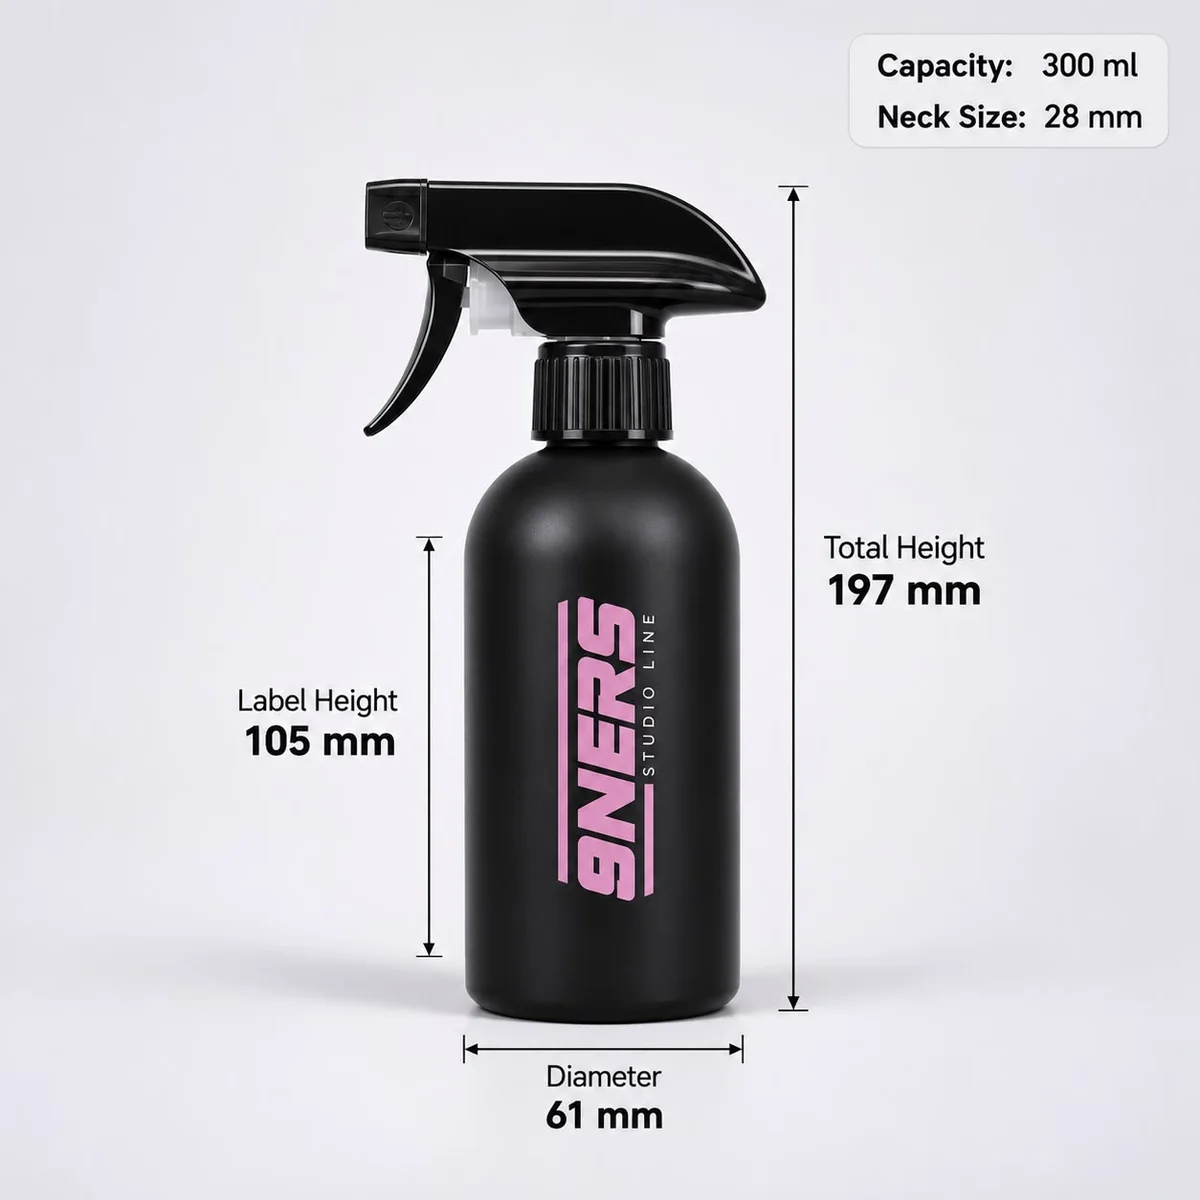 Capacity: 300 ml
Neck Size: 28 mm
Total Height
197 mm
Label Height
105 mm
9NERS
STUDIO LINE
Diameter
61 mm